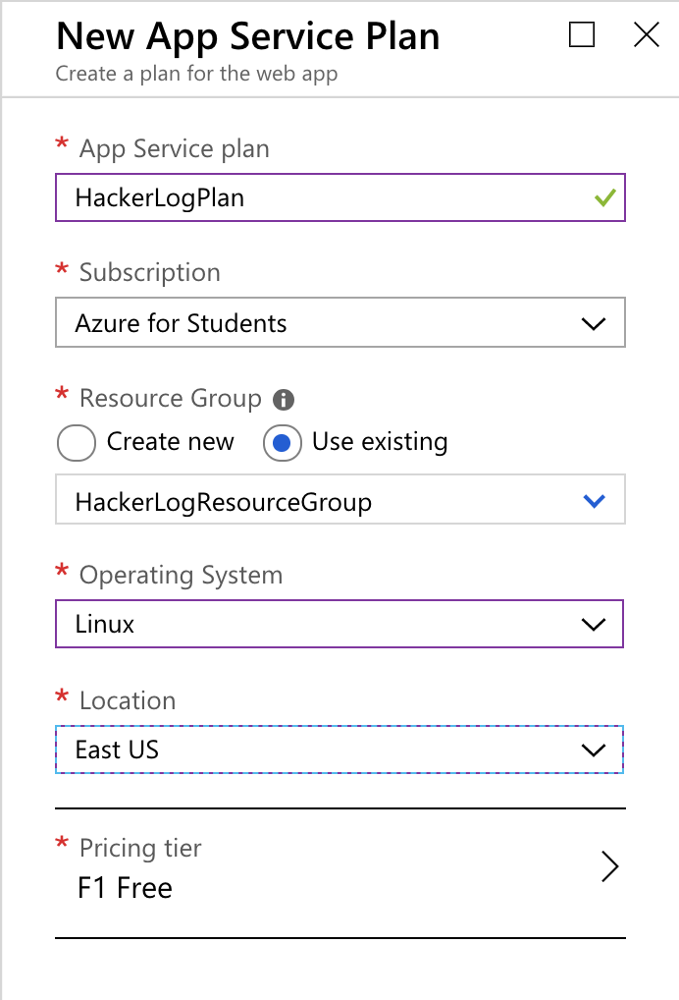 New App Service Plan
Create a plan for the web app
* App Service plan
HackerLogPlan
* Subscription
Azure for Students
* Resource Group
Create new Use existing
HackerLogResourceGroup
* Operating System
Linux
* Location
East US
* Pricing tier
F1 Free